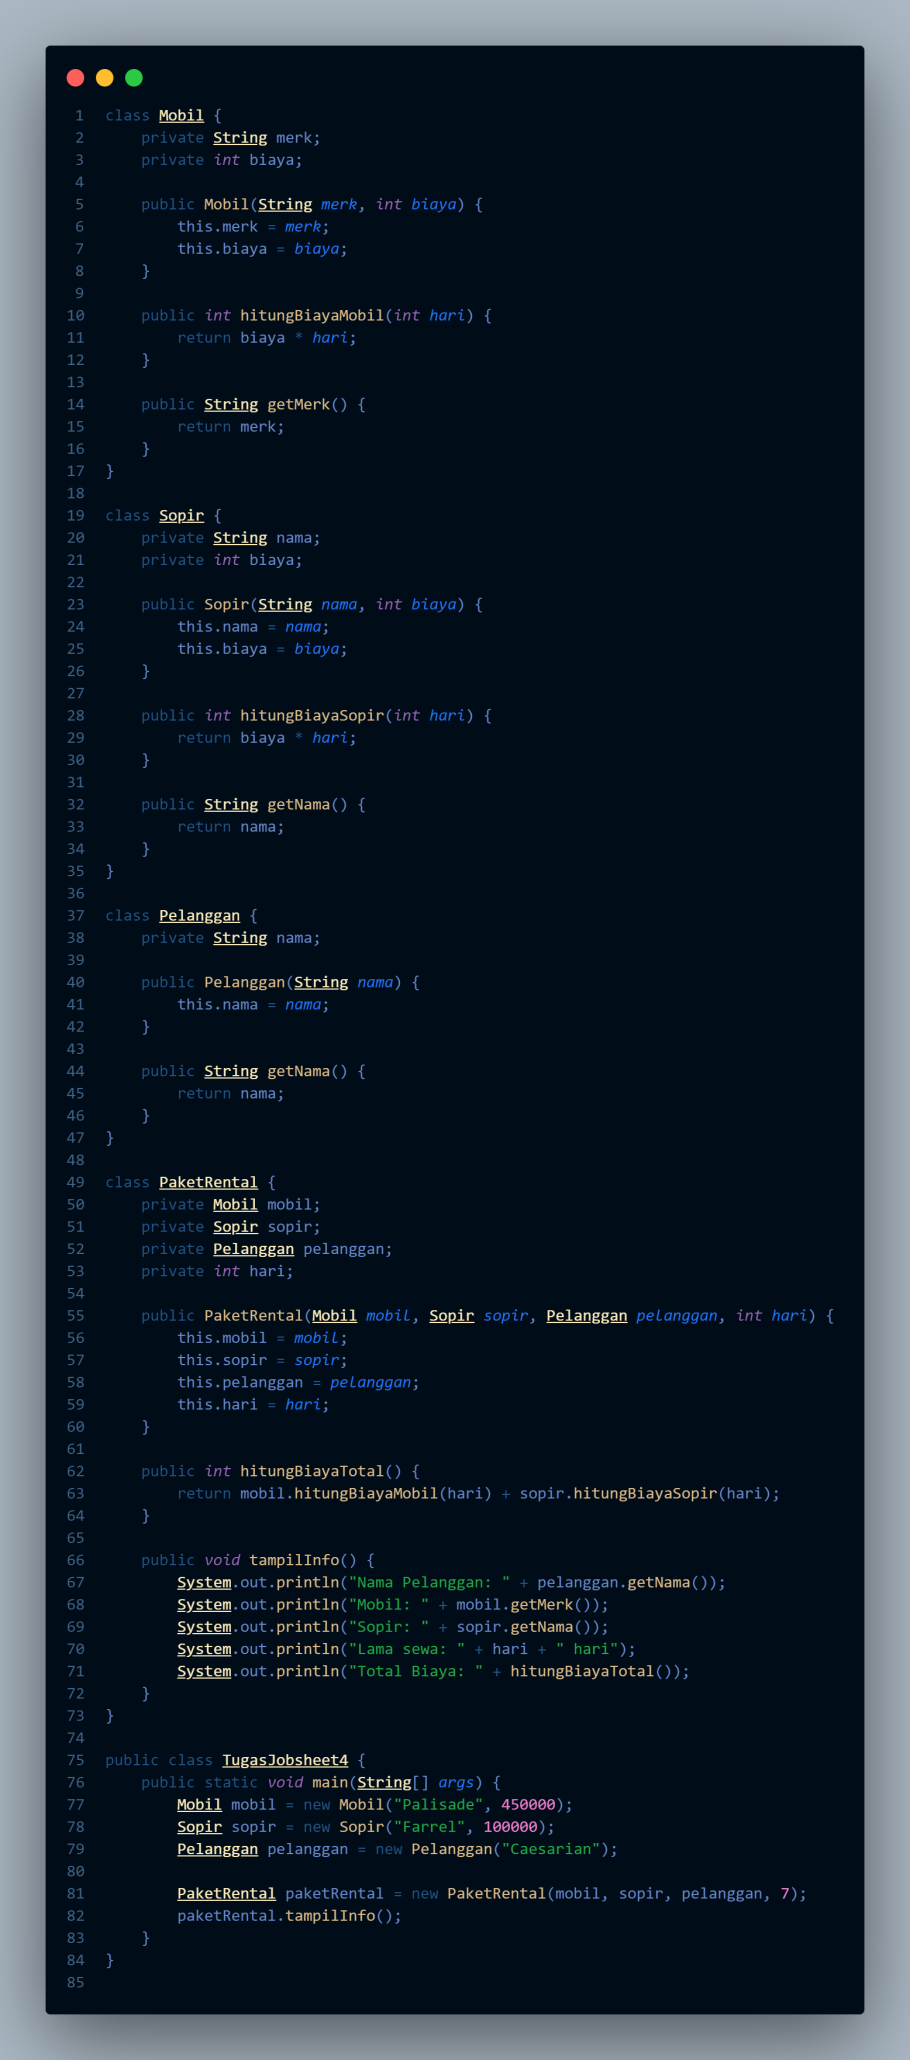 1 class Mobil {
2     private String merk;
3     private int biaya;
4
5     public Mobil(String merk, int biaya) {
6         this.merk = merk;
7         this.biaya = biaya;
8     }
9
10     public int hitungBiayaMobil(int hari) {
11         return biaya * hari;
12     }
13
14     public String getMerk() {
15         return merk;
16     }
17 }
18
19 class Sopir {
20     private String nama;
21     private int biaya;
22
23     public Sopir(String nama, int biaya) {
24         this.nama = nama;
25         this.biaya = biaya;
26     }
27
28     public int hitungBiayaSopir(int hari) {
29         return biaya * hari;
30     }
31
32     public String getNama() {
33         return nama;
34     }
35 }
36
37 class Pelanggan {
38     private String nama;
39
40     public Pelanggan(String nama) {
41         this.nama = nama;
42     }
43
44     public String getNama() {
45         return nama;
46     }
47 }
48
49 class PaketRental {
50     private Mobil mobil;
51     private Sopir sopir;
52     private Pelanggan pelanggan;
53     private int hari;
54
55     public PaketRental(Mobil mobil, Sopir sopir, Pelanggan pelanggan, int hari) {
56         this.mobil = mobil;
57         this.sopir = sopir;
58         this.pelanggan = pelanggan;
59         this.hari = hari;
60     }
61
62     public int hitungBiayaTotal() {
63         return mobil.hitungBiayaMobil(hari) + sopir.hitungBiayaSopir(hari);
64     }
65
66     public void tampilInfo() {
67         System.out.println("Nama Pelanggan: " + pelanggan.getNama());
68         System.out.println("Mobil: " + mobil.getMerk());
69         System.out.println("Sopir: " + sopir.getNama());
70         System.out.println("Lama sewa: " + hari + " hari");
71         System.out.println("Total Biaya: " + hitungBiayaTotal());
72     }
73 }
74
75 public class TugasJobsheet4 {
76     public static void main(String[] args) {
77         Mobil mobil = new Mobil("Palisade", 450000);
78         Sopir sopir = new Sopir("Farrel", 100000);
79         Pelanggan pelanggan = new Pelanggan("Caesarian");
80
81         PaketRental paketRental = new PaketRental(mobil, sopir, pelanggan, 7);
82         paketRental.tampilInfo();
83     }
84 }
85